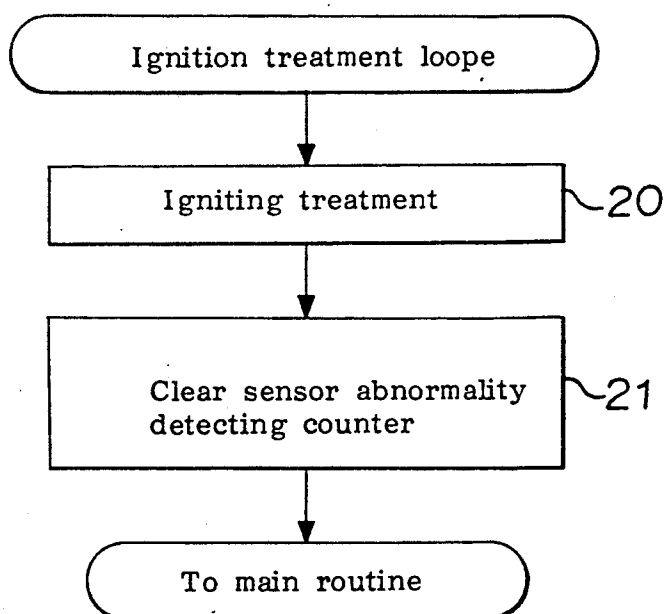 Ignition treatment loope
Igniting treatment
20
Clear sensor abnormality
detecting counter
21
To main routine